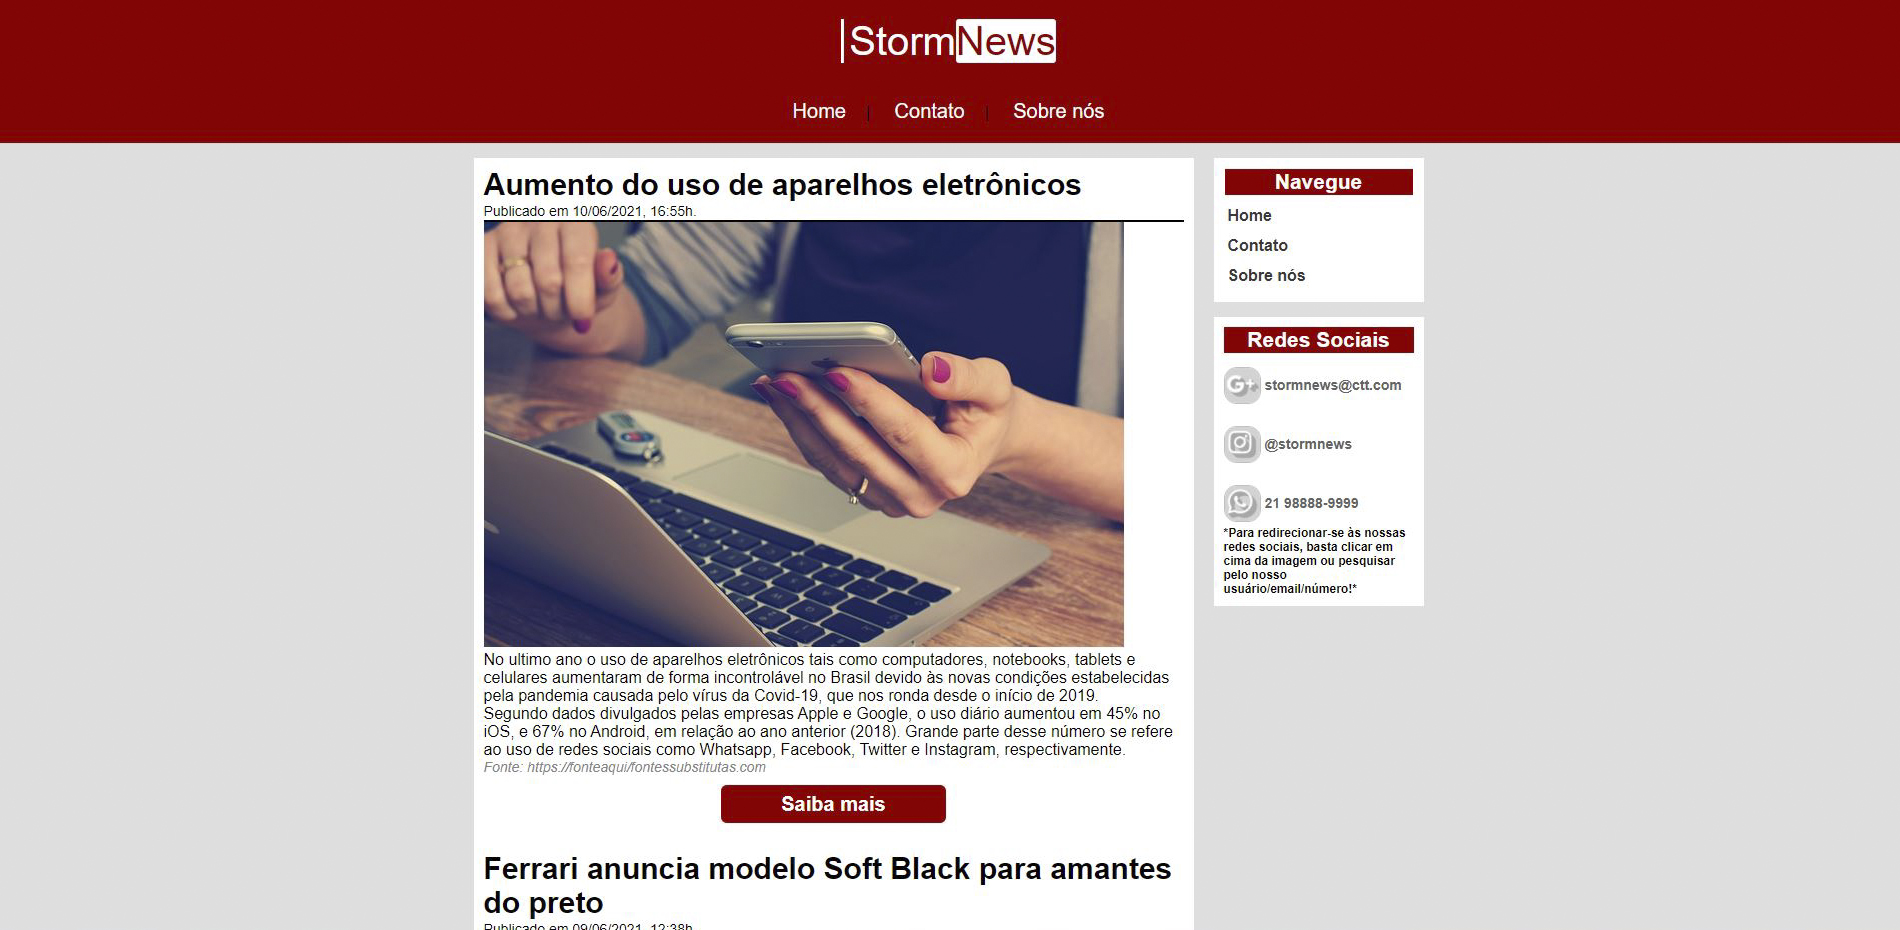 StormNews
Home | Contato | Sobre nós
Aumento do uso de aparelhos eletrônicos
Publicado em 10/06/2021, 16:55h.
No ultimo ano o uso de aparelhos eletrônicos tais como computadores, notebooks, tablets e
celulares aumentaram de forma incontrolável no Brasil devido às novas condições estabelecidas
pela pandemia causada pelo vírus da Covid-19, que nos ronda desde o início de 2019.
Segundo dados divulgados pelas empresas Apple e Google, o uso diário aumentou em 45% no
iOS, e 67% no Android, em relação ao ano anterior (2018). Grande parte desse número se refere
ao uso de redes sociais como Whatsapp, Facebook, Twitter e Instagram, respectivamente.
Fonte: https://fonteaqui/fontessubstitutas.com
Saiba mais
Ferrari anuncia modelo Soft Black para amantes
do preto
Publicado em 09/06/2021, 12:38h.
Navegue
Home
Contato
Sobre nós
Redes Sociais
G+ stormnews@ctt.com
@stormnews
21 98888-9999
*Para redirecionar-se às nossas
redes sociais, basta clicar em
cima da imagem ou pesquisar
pelo nosso
usuário/email/número!*